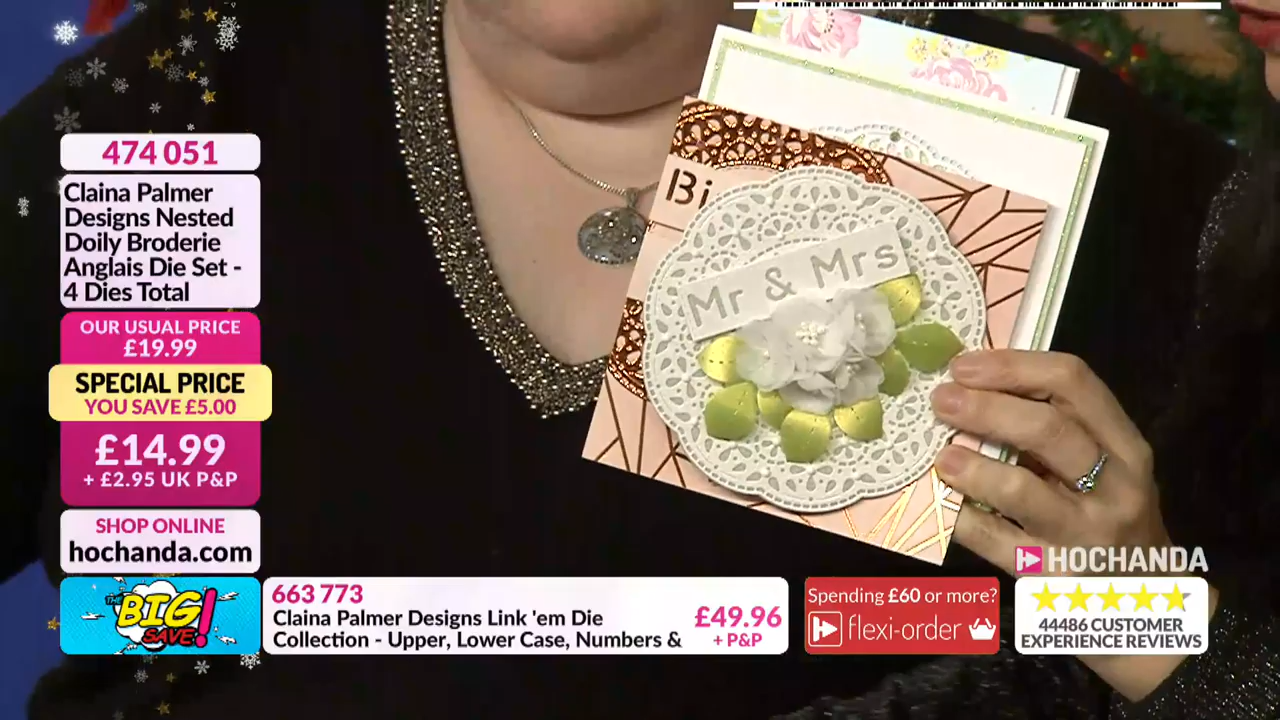 474 051
Claina Palmer
Designs Nested
Doily Broderie
Anglais Die Set -
4 Dies Total
OUR USUAL PRICE
£19.99
SPECIAL PRICE
YOU SAVE £5.00
£14.99
+ £2.95 UK P&P
SHOP ONLINE
hochanda.com
Bi
Mr & Mrs
THE
BIG
SAVE!
663 773
Claina Palmer Designs Link 'em Die
Collection - Upper, Lower Case, Numbers &
£49.96
+ P&P
Spending £60 or more?
flexi-order
HOCHANDA
44486 CUSTOMER
EXPERIENCE REVIEWS